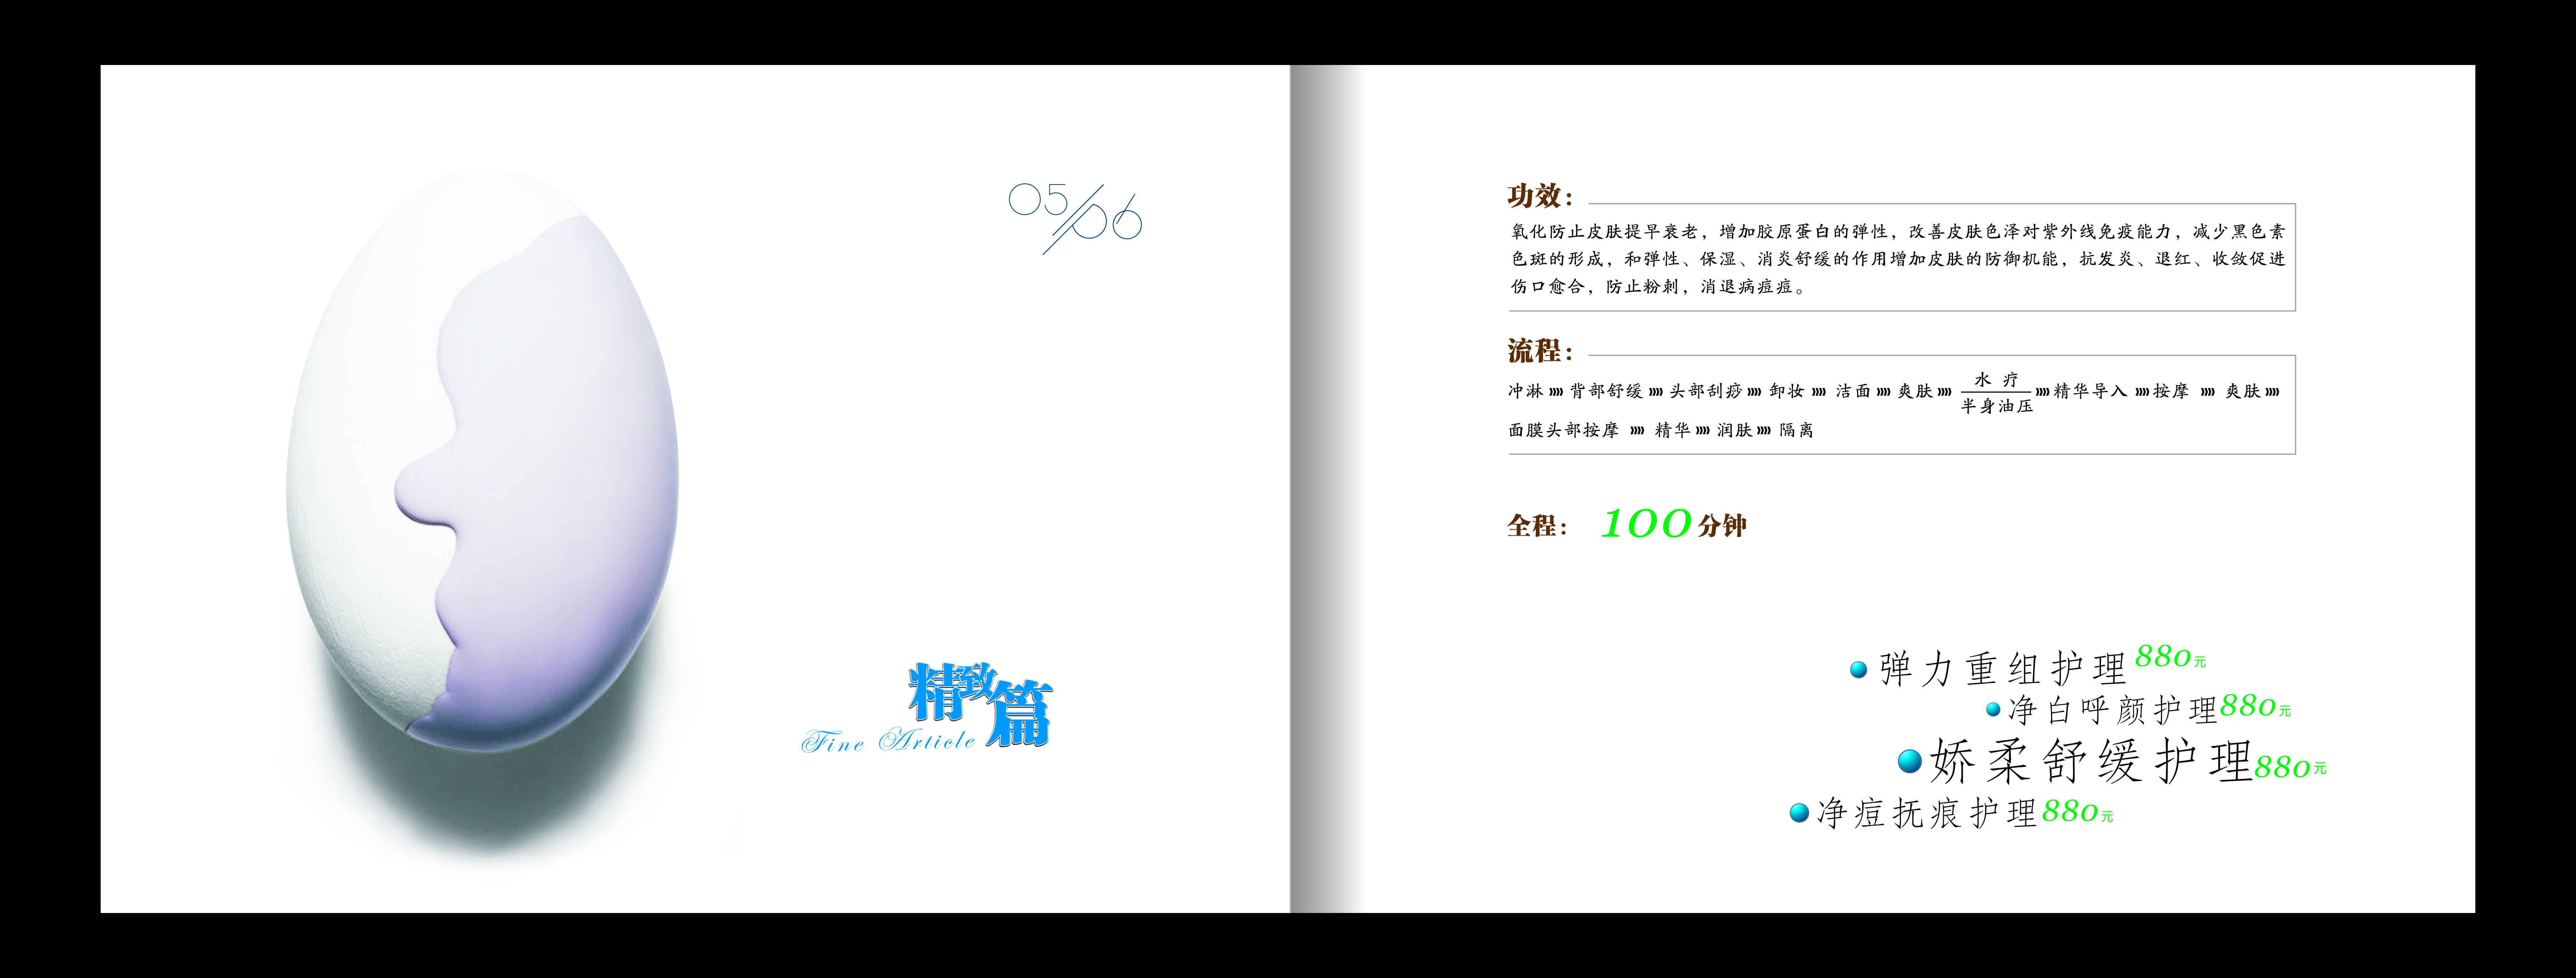 05/06
精致篇
Fine Article
功效：
氧化防止皮肤提早衰老，增加胶原蛋白的弹性，改善皮肤色泽对紫外线免疫能力，减少黑色素
色斑的形成，和弹性、保湿、消炎舒缓的作用增加皮肤的防御机能，抗发炎、退红、收敛促进
伤口愈合，防止粉刺，消退病痘痘。
流程：
冲淋 »» 背部舒缓 »» 头部刮痧 »» 卸妆 »» 洁面 »» 爽肤 »» 水疗/半身油压 »» 精华导入 »» 按摩 »» 爽肤 »»
面膜头部按摩 »» 精华 »» 润肤 »» 隔离
全程： 100 分钟
弹力重组护理 880元
净白呼颜护理 880元
娇柔舒缓护理 880元
净痘抚痕护理 880元